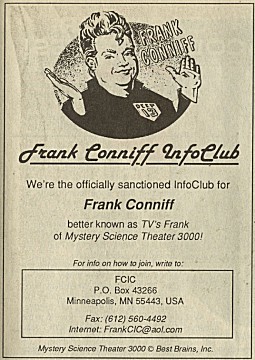 FRANK
CONNIFF
DEEP
13
Frank Conniff InfoClub
We're the officially sanctioned InfoClub for
Frank Conniff
better known as TV's Frank
of Mystery Science Theater 3000!
For info on how to join, write to:
FCIC
P.O. Box 43266
Minneapolis, MN 55443, USA
Fax: (612) 560-4492
Internet: FrankCIC@aol.com
Mystery Science Theater 3000 © Best Brains, Inc.